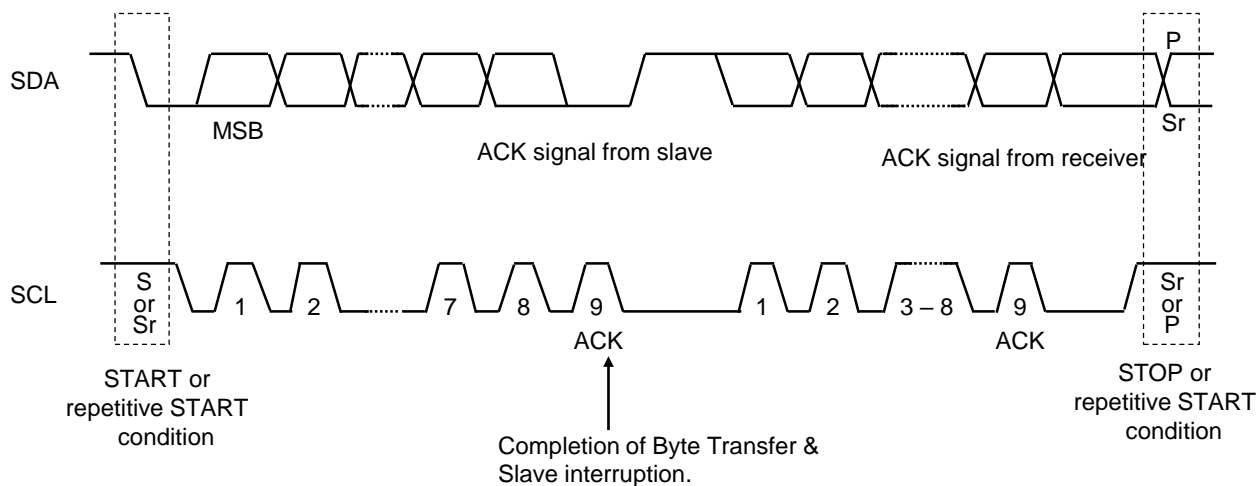 P
SDA
MSB
Sr
ACK signal from slave
ACK signal from receiver
SCL
S
or
Sr
1
2
7
8
9
1
2
3 – 8
9
Sr
or
P
ACK
ACK
START or
repetitive START
condition
STOP or
repetitive START
condition
Completion of Byte Transfer &
Slave interruption.